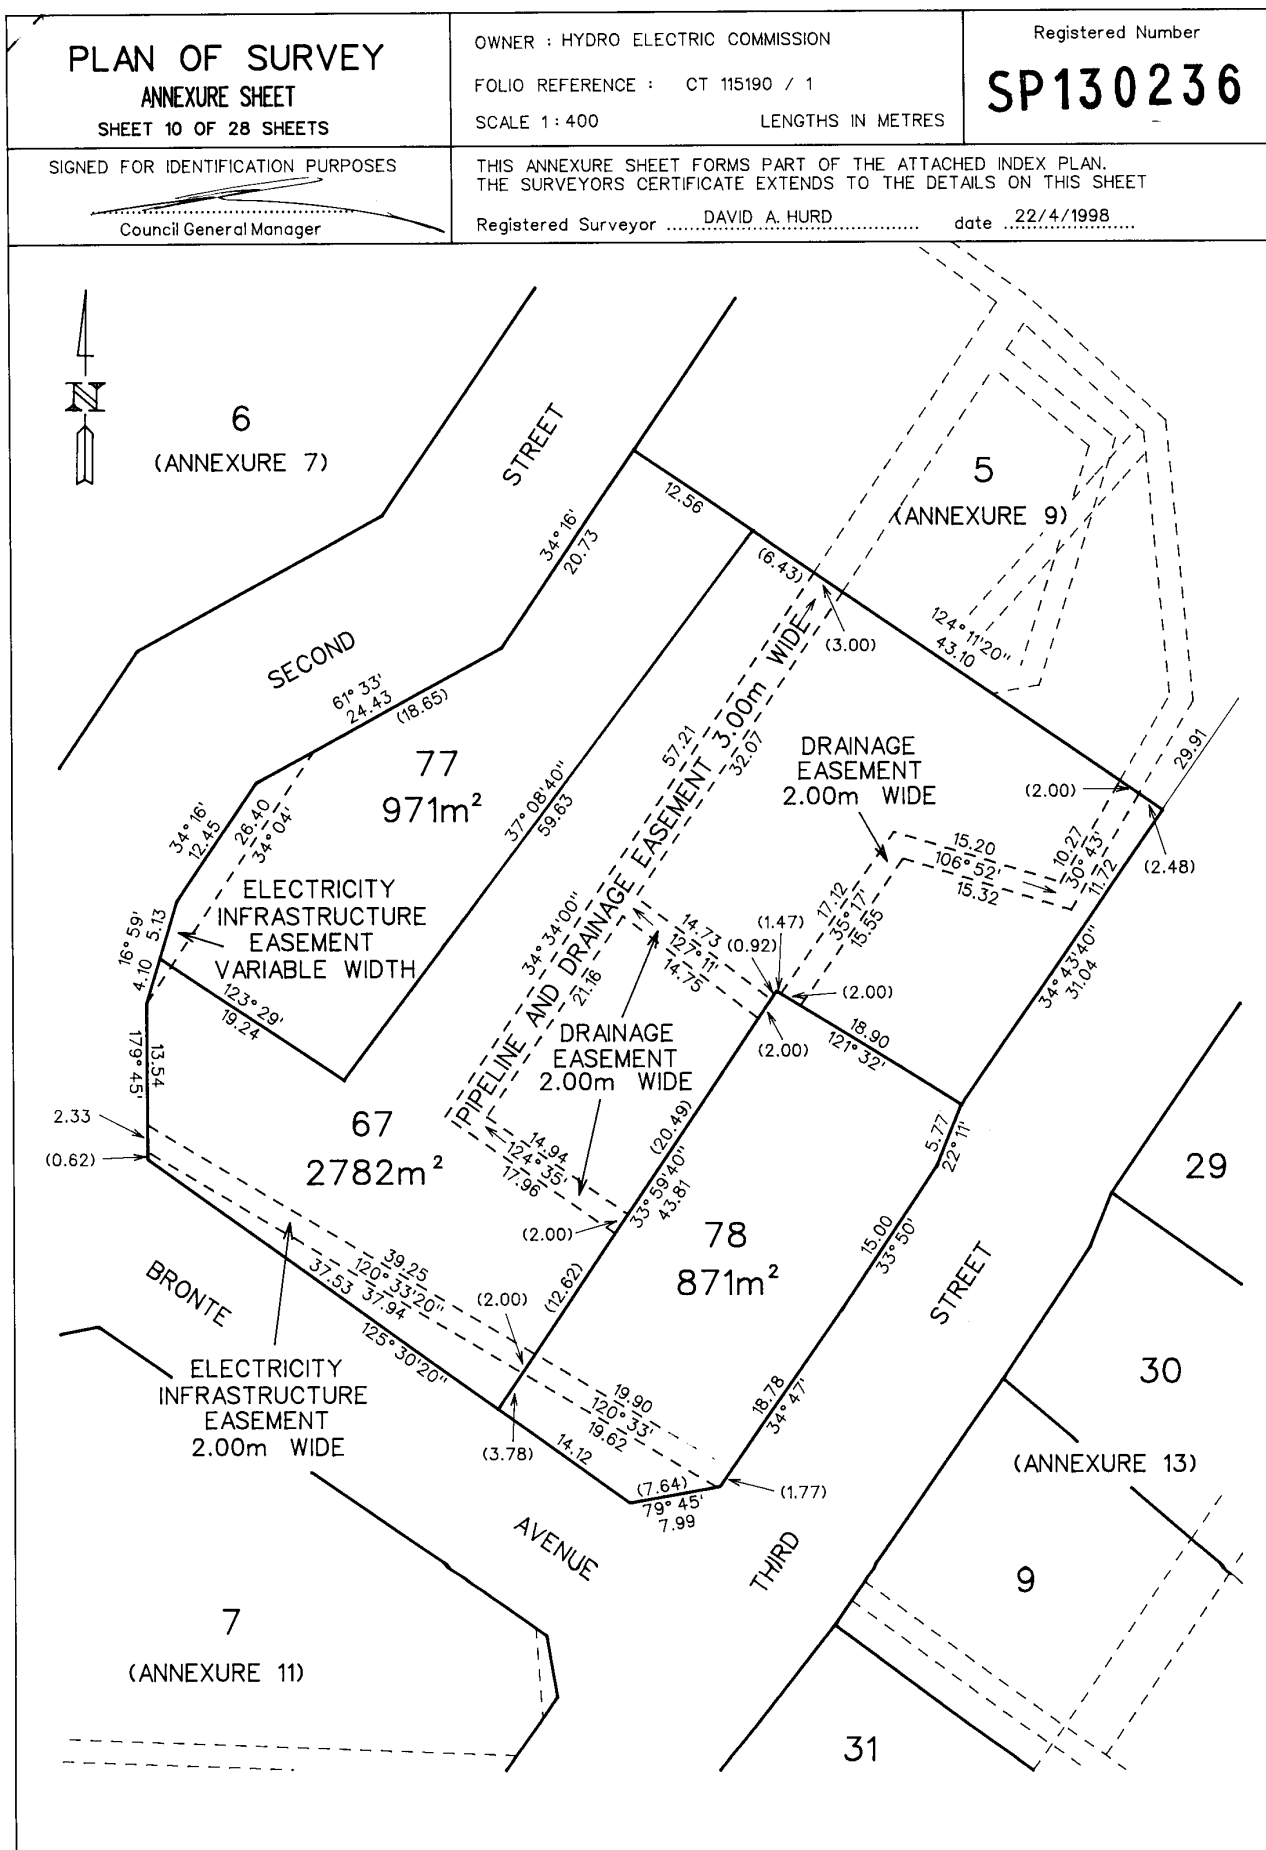 PLAN OF SURVEY
ANNEXURE SHEET
SHEET 10 OF 28 SHEETS
OWNER : HYDRO ELECTRIC COMMISSION
FOLIO REFERENCE : CT 115190 / 1
SCALE 1 : 400 LENGTHS IN METRES
Registered Number
SP130236
SIGNED FOR IDENTIFICATION PURPOSES
Council General Manager
THIS ANNEXURE SHEET FORMS PART OF THE ATTACHED INDEX PLAN.
THE SURVEYORS CERTIFICATE EXTENDS TO THE DETAILS ON THIS SHEET
Registered Surveyor DAVID A. HURD date 22/4/1998
N
6
(ANNEXURE 7)
STREET
SECOND
12.56
34° 16'
20.73
5
(ANNEXURE 9)
(6.43)
(3.00)
124° 11'20"
43.10
61° 33'
24.43
(18.65)
77
971m²
37° 08'40"
59.63
57.21
32.07
PIPELINE AND DRAINAGE EASEMENT 3.00m WIDE
34° 34'00"
21.16
DRAINAGE
EASEMENT
2.00m WIDE
(2.00)
29.91
(2.48)
34° 16'
12.45
26.40
34° 04'
15.20
106° 52'
15.32
10.27
30° 43'
11.72
17.12
35° 17'
15.55
ELECTRICITY
INFRASTRUCTURE
EASEMENT
VARIABLE WIDTH
16° 59'
5.13
4.10
14.73
127° 11'
14.75
(0.92)
(1.47)
(2.00)
(2.00)
34° 43'40"
31.04
123° 29'
19.24
179° 45'
13.54
18.90
121° 32'
DRAINAGE
EASEMENT
2.00m WIDE
2.33
(0.62)
67
2782m²
14.94
124° 35'
17.96
(20.49)
33° 59'40"
43.81
5.77
22° 11'
29
(2.00)
78
871m²
15.00
33° 50'
STREET
BRONTE
39.25
120° 33'20"
37.53 37.94
125° 30'20"
(12.62)
(2.00)
ELECTRICITY
INFRASTRUCTURE
EASEMENT
2.00m WIDE
19.90
120° 33'
19.62
18.78
34° 47'
30
(3.78)
14.12
(ANNEXURE 13)
(7.64)
79° 45'
7.99
(1.77)
AVENUE
THIRD
9
7
(ANNEXURE 11)
31